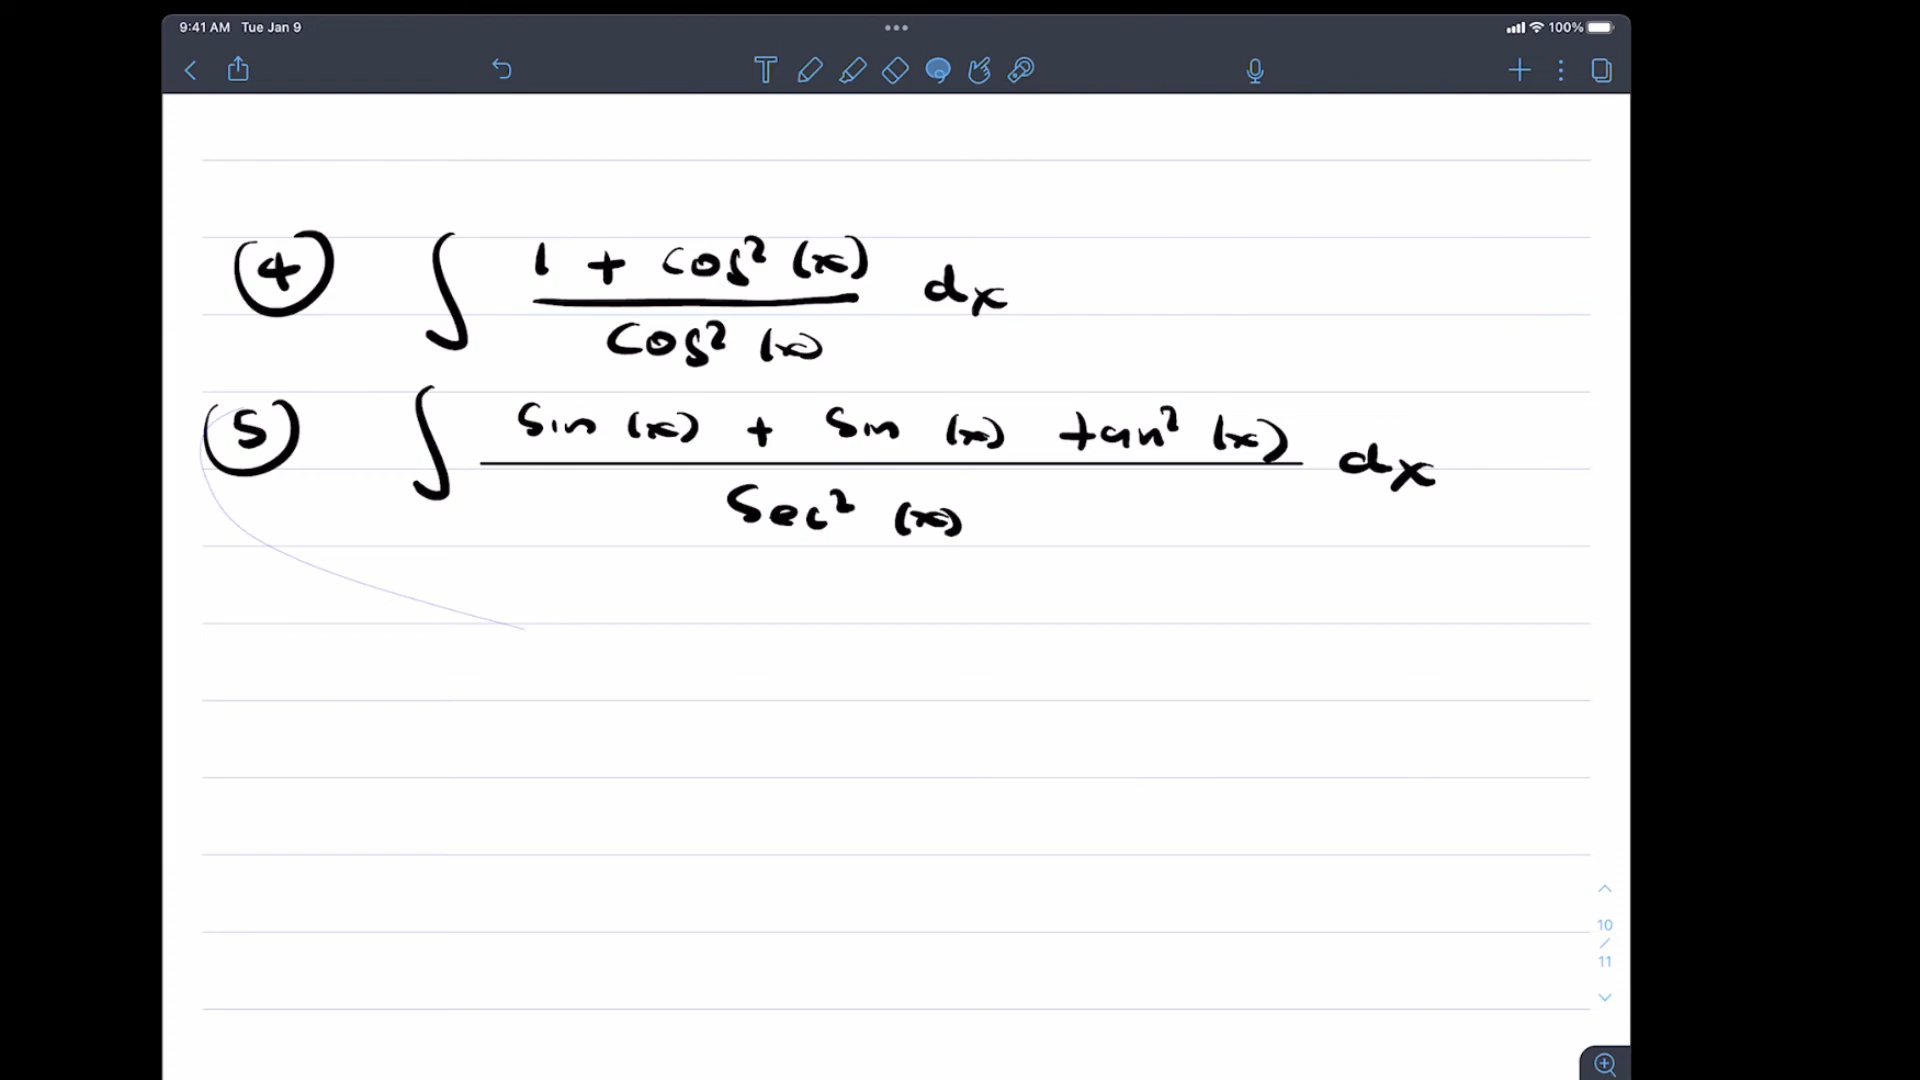 9:41 AM Tue Jan 9 100%
④ ∫ (1 + cos² (x)) / (cos² (x)) dx
⑤ ∫ (sin (x) + sin (x) tan² (x)) / (sec² (x)) dx
10
/
11